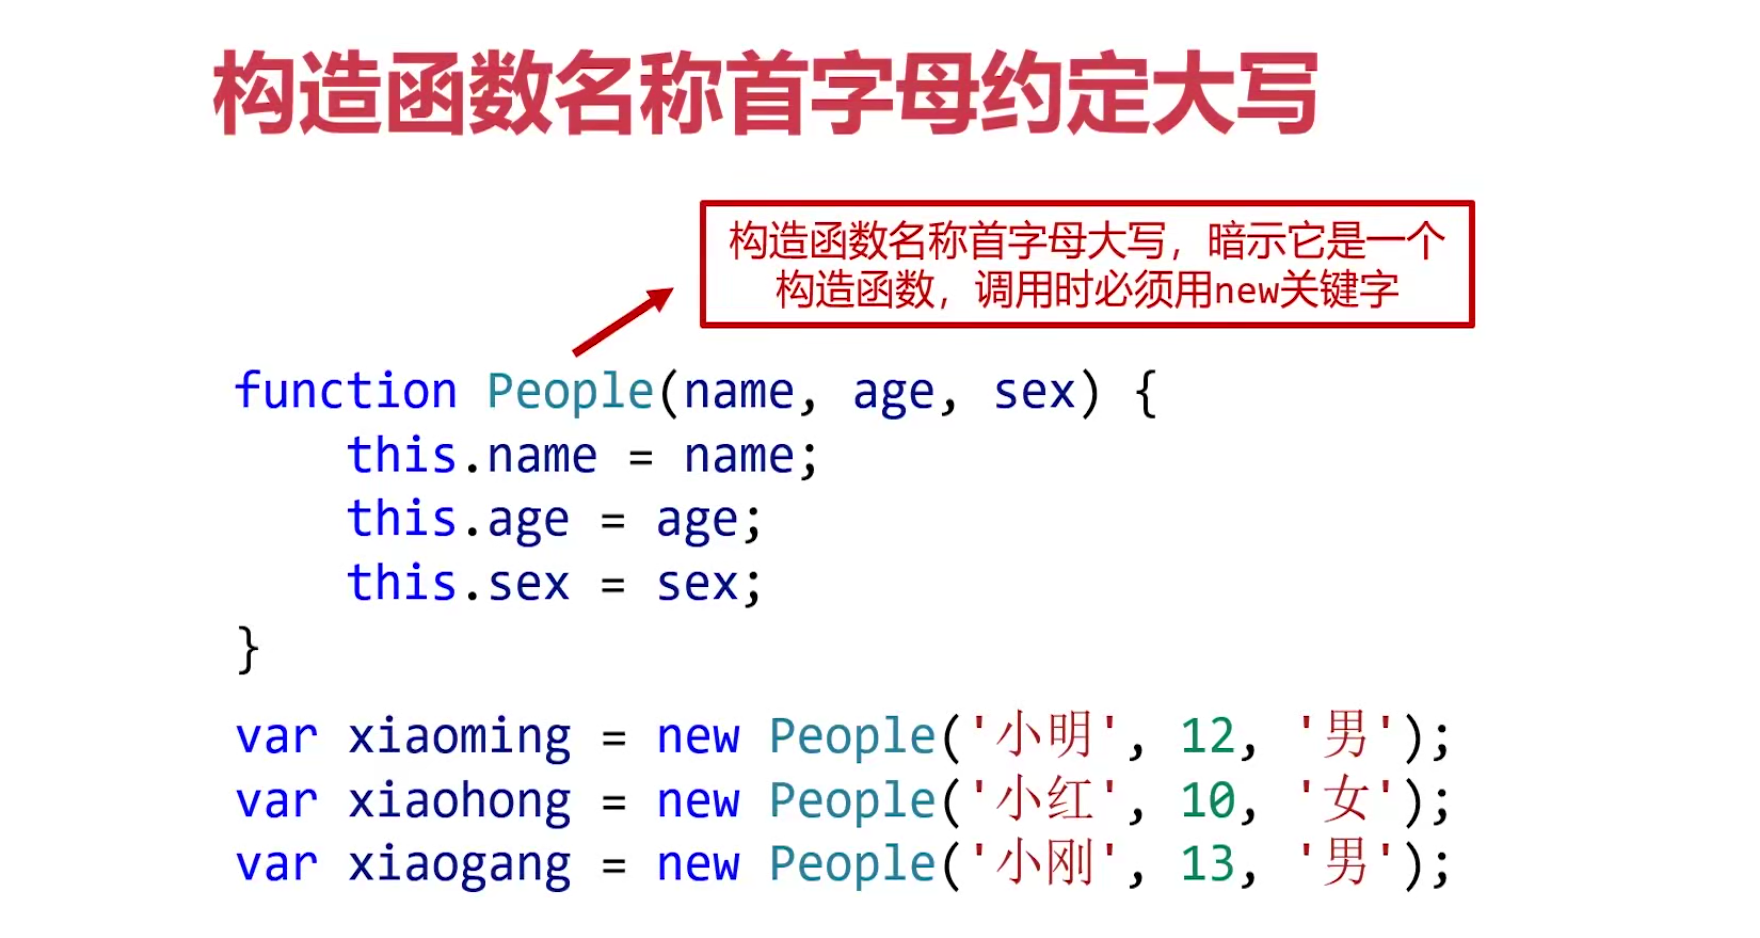 构造函数名称首字母约定大写
构造函数名称首字母大写，暗示它是一个
构造函数，调用时必须用new关键字
function People(name, age, sex) {
    this.name = name;
    this.age = age;
    this.sex = sex;
}
var xiaoming = new People('小明', 12, '男');
var xiaohong = new People('小红', 10, '女');
var xiaogang = new People('小刚', 13, '男');